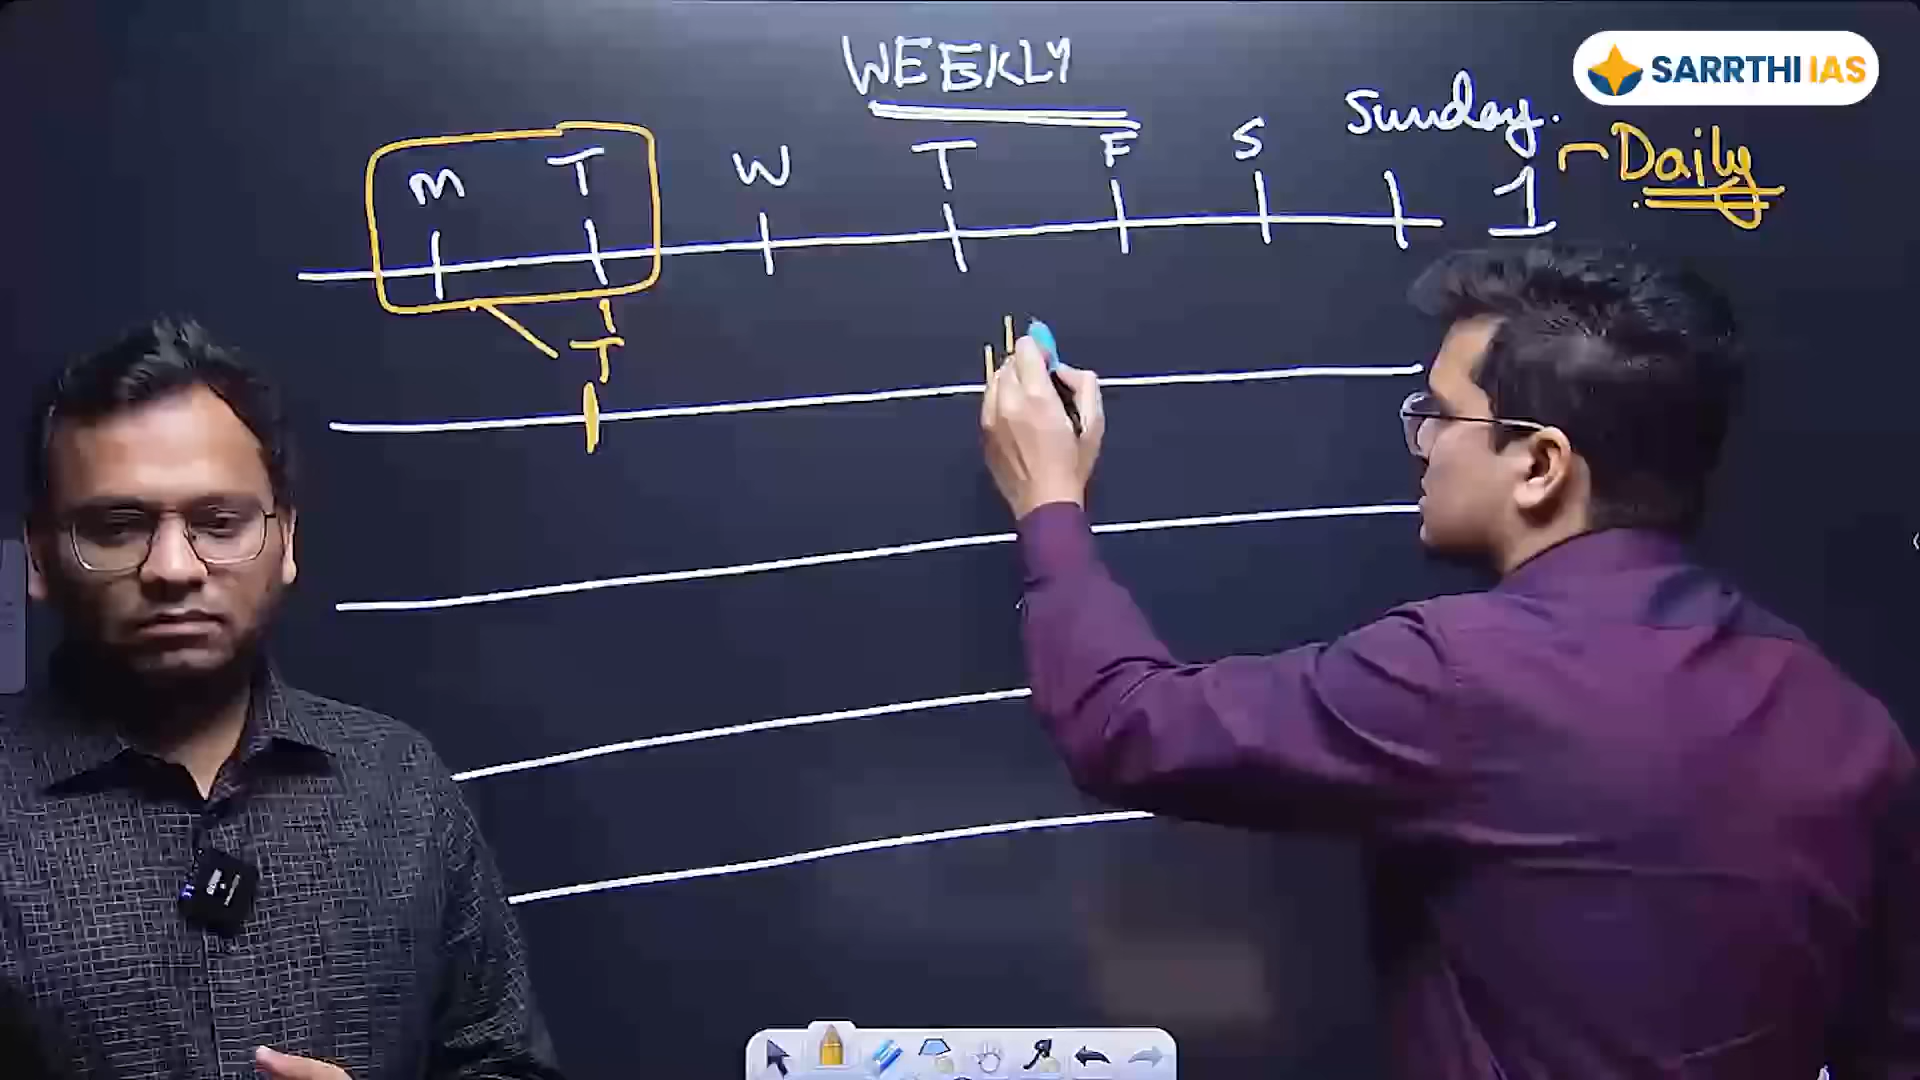 WEEKLY
SARRTHI IAS
Sunday.
Daily
M T W T F S 1
T